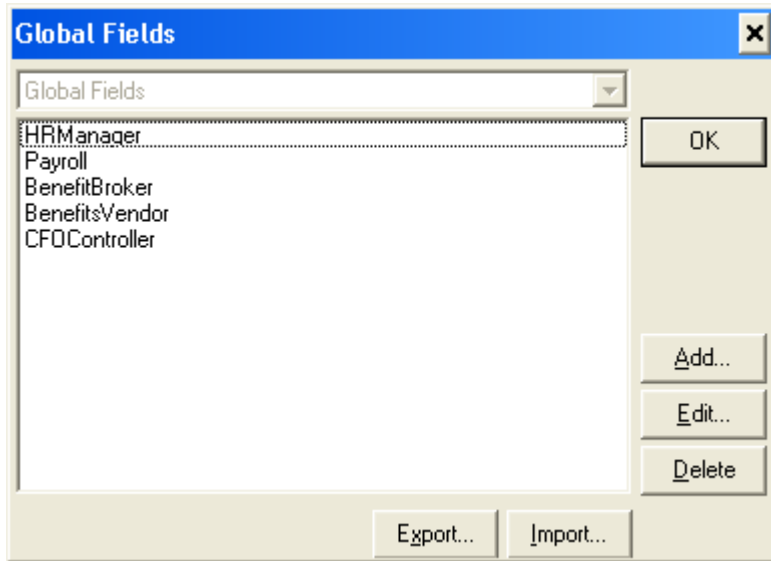 Global Fields
Global Fields
HRManager
Payroll
BenefitBroker
BenefitsVendor
CFOController
OK
Add...
Edit...
Delete
Export...
Import...